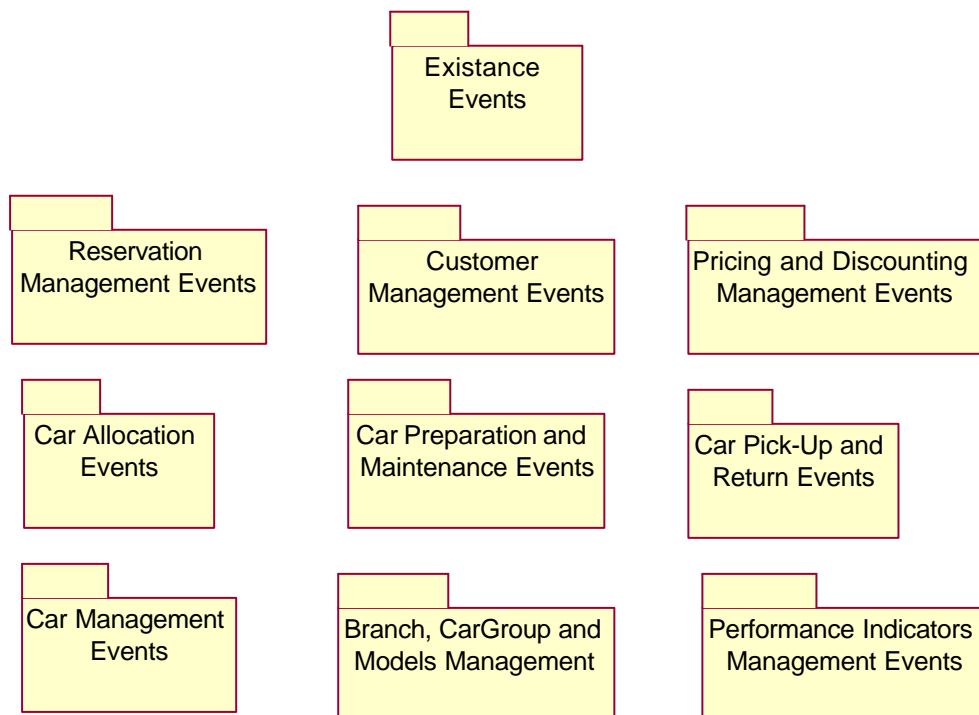 Existance
Events
Reservation
Management Events
Customer
Management Events
Pricing and Discounting
Management Events
Car Allocation
Events
Car Preparation and
Maintenance Events
Car Pick-Up and
Return Events
Car Management
Events
Branch, CarGroup and
Models Management
Performance Indicators
Management Events